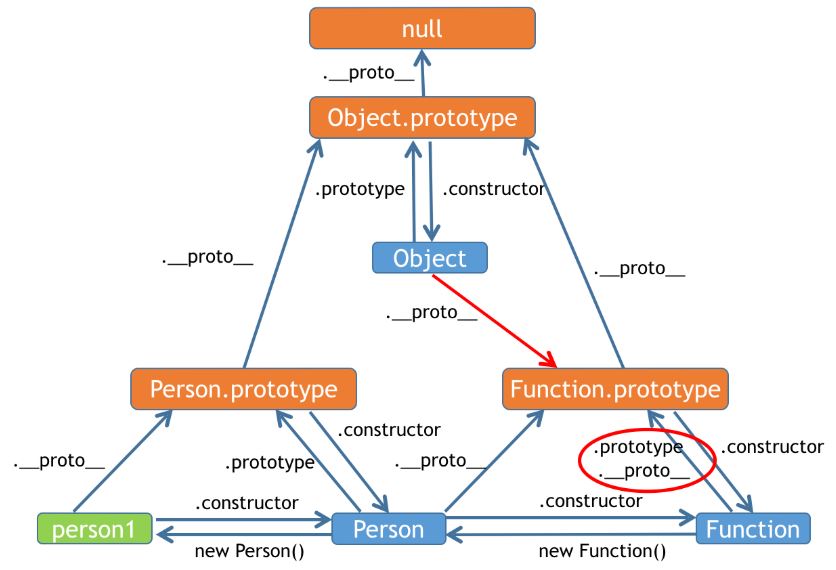 null
.__proto__
Object.prototype
.prototype
.constructor
Object
.__proto__
.__proto__
.__proto__
Person.prototype
Function.prototype
.constructor
.prototype
.__proto__
.__proto__
.prototype
.__proto__
.constructor
person1
.constructor
new Person()
Person
.constructor
new Function()
Function